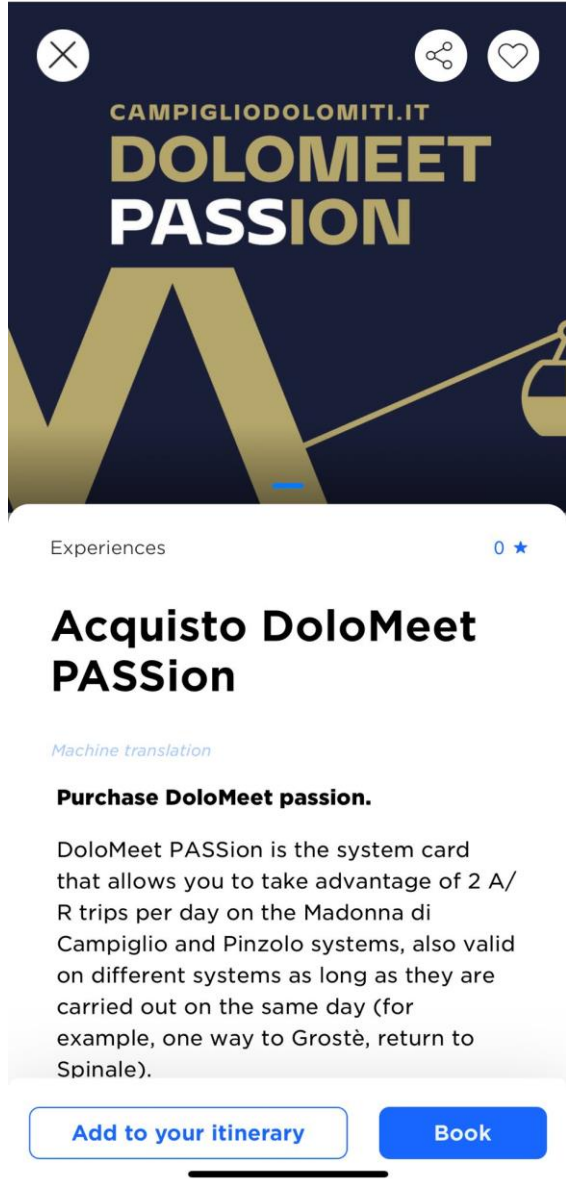 CAMPIGLIODOLOMITI.IT
DOLOMEET
PASSION
Experiences
0 ★
Acquisto DoloMeet
PASSion
Machine translation
Purchase DoloMeet passion.
DoloMeet PASSion is the system card
that allows you to take advantage of 2 A/
R trips per day on the Madonna di
Campiglio and Pinzolo systems, also valid
on different systems as long as they are
carried out on the same day (for
example, one way to Grostè, return to
Spinale).
Add to your itinerary
Book